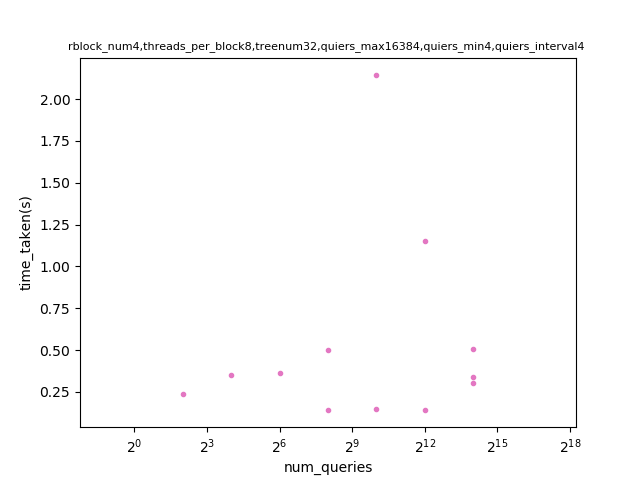 rblock_num4,threads_per_block8,treenum32,quiers_max16384,quiers_min4,quiers_interval4
2.00
1.75
1.50
1.25
1.00
0.75
0.50
0.25
time_taken(s)
2^0 2^3 2^6 2^9 2^12 2^15 2^18
num_queries